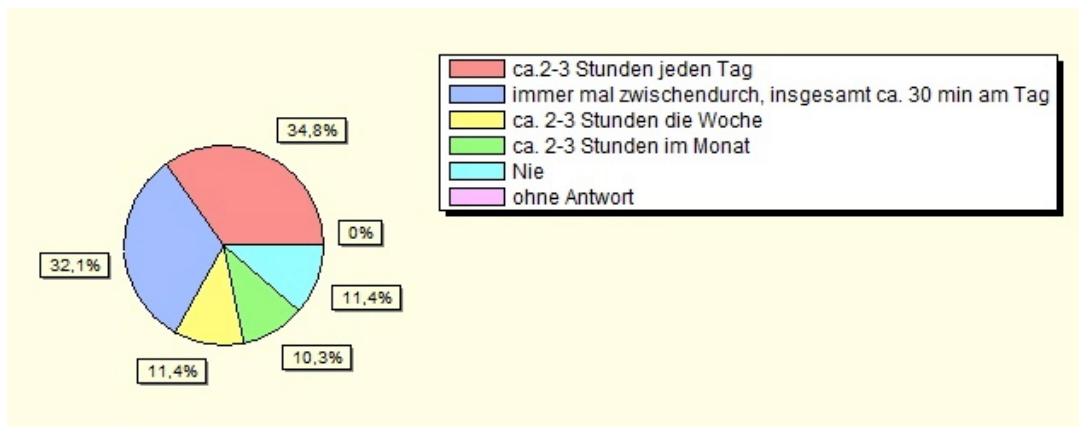 ca.2-3 Stunden jeden Tag
immer mal zwischendurch, insgesamt ca. 30 min am Tag
ca. 2-3 Stunden die Woche
ca. 2-3 Stunden im Monat
Nie
ohne Antwort
34,8%
0%
32,1%
11,4%
10,3%
11,4%